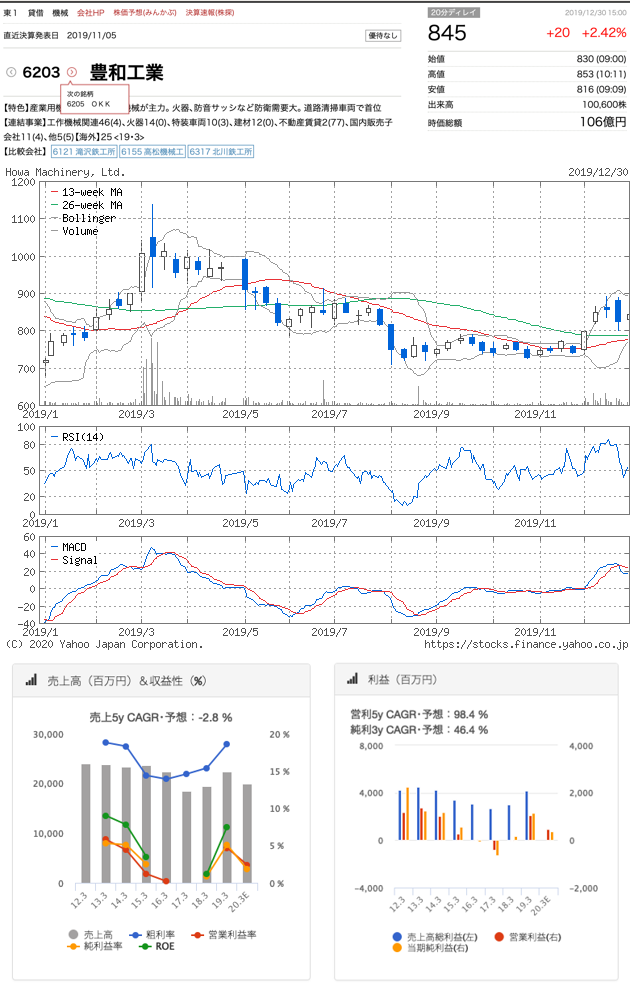 東1 貸借 機械 会社HP 株価予想(みんかぶ) 決算速報(株探)
直近決算発表日 2019/11/05
優待なし
20分ディレイ
2019/12/30 15:00
845 +20 +2.42%
始値 830 (09:00)
高値 853 (10:11)
安値 816 (09:09)
出来高 100,600株
時価総額 106億円
6203 豊和工業
次の銘柄
6205 OKK
【特色】産業用機 械が主力。火器、防音サッシなど防衛需要大。道路清掃車両で首位
【連結事業】工作機械関連46(4)、火器14(0)、特装車両10(3)、建材12(0)、不動産賃貸2(77)、国内販売子
会社11(4)、他5(5)【海外】25 <19・3>
【比較会社】 6121 滝沢鉄工所 6155 高松機械工 6317 北川鉄工所
Howa Machinery, Ltd. 2019/12/30
13-week MA
26-week MA
Bollinger
Volume
1200
1100
1000
900
800
700
600
2019/1 2019/3 2019/5 2019/7 2019/9 2019/11
RSI(14)
100
80
50
20
0
2019/1 2019/3 2019/5 2019/7 2019/9 2019/11
MACD
Signal
60
40
20
0
-20
-40
2019/1 2019/3 2019/5 2019/7 2019/9 2019/11
(C) 2020 Yahoo Japan Corporation. https://stocks.finance.yahoo.co.jp
売上高（百万円）＆収益性（%）
売上5y CAGR・予想：-2.8 %
30,000
20,000
10,000
0
20 %
15 %
10 %
5 %
0 %
12.3 13.3 14.3 15.3 16.3 17.3 18.3 19.3 20.3E
売上高 粗利率 営業利益率
純利益率 ROE
利益（百万円）
営利5y CAGR・予想：98.4 %
純利3y CAGR・予想：46.4 %
8,000
4,000
0
-4,000
4,000
2,000
0
-2,000
12.3 13.3 14.3 15.3 16.3 17.3 18.3 19.3 20.3E
売上高総利益(左) 営業利益(右)
当期純利益(右)